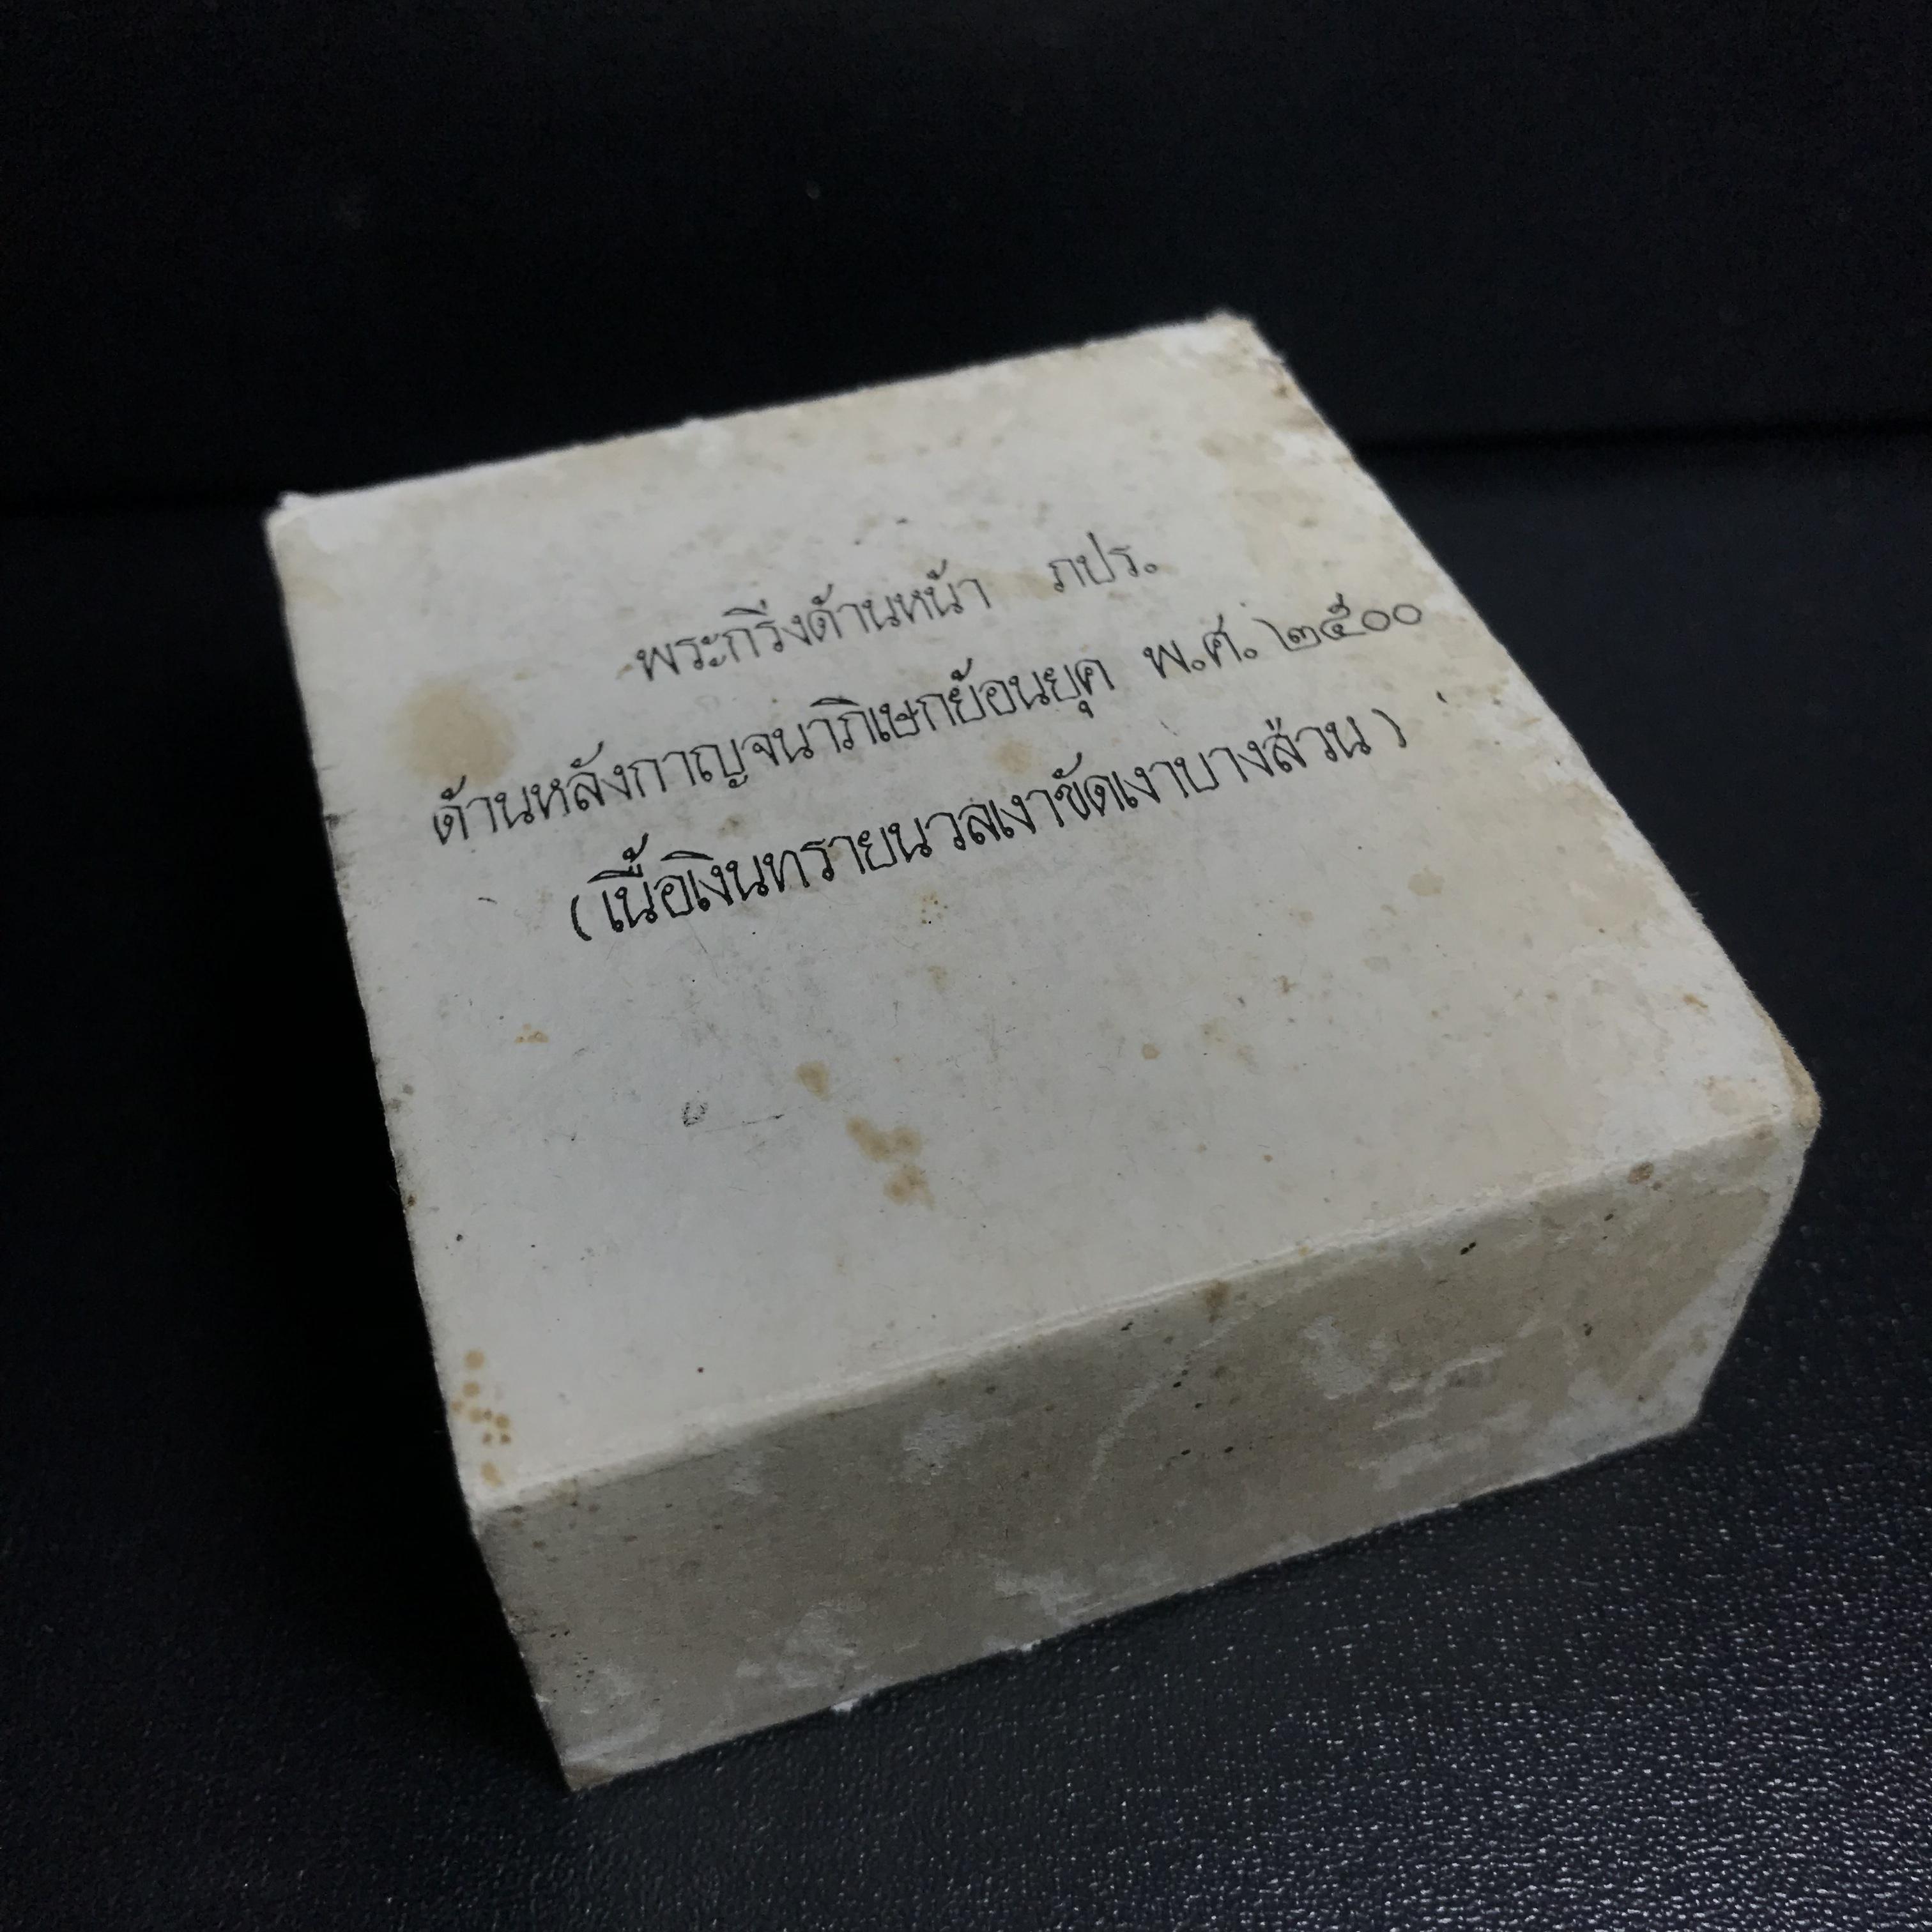 พระกริ่งด้านหน้า ภปร.
ด้านหลังกาญจนาภิเษกย้อนยุค พ.ศ. ๒๕๐๐
(เนื้อเงินทรายนวลเงาขัดเงาบางส่วน)